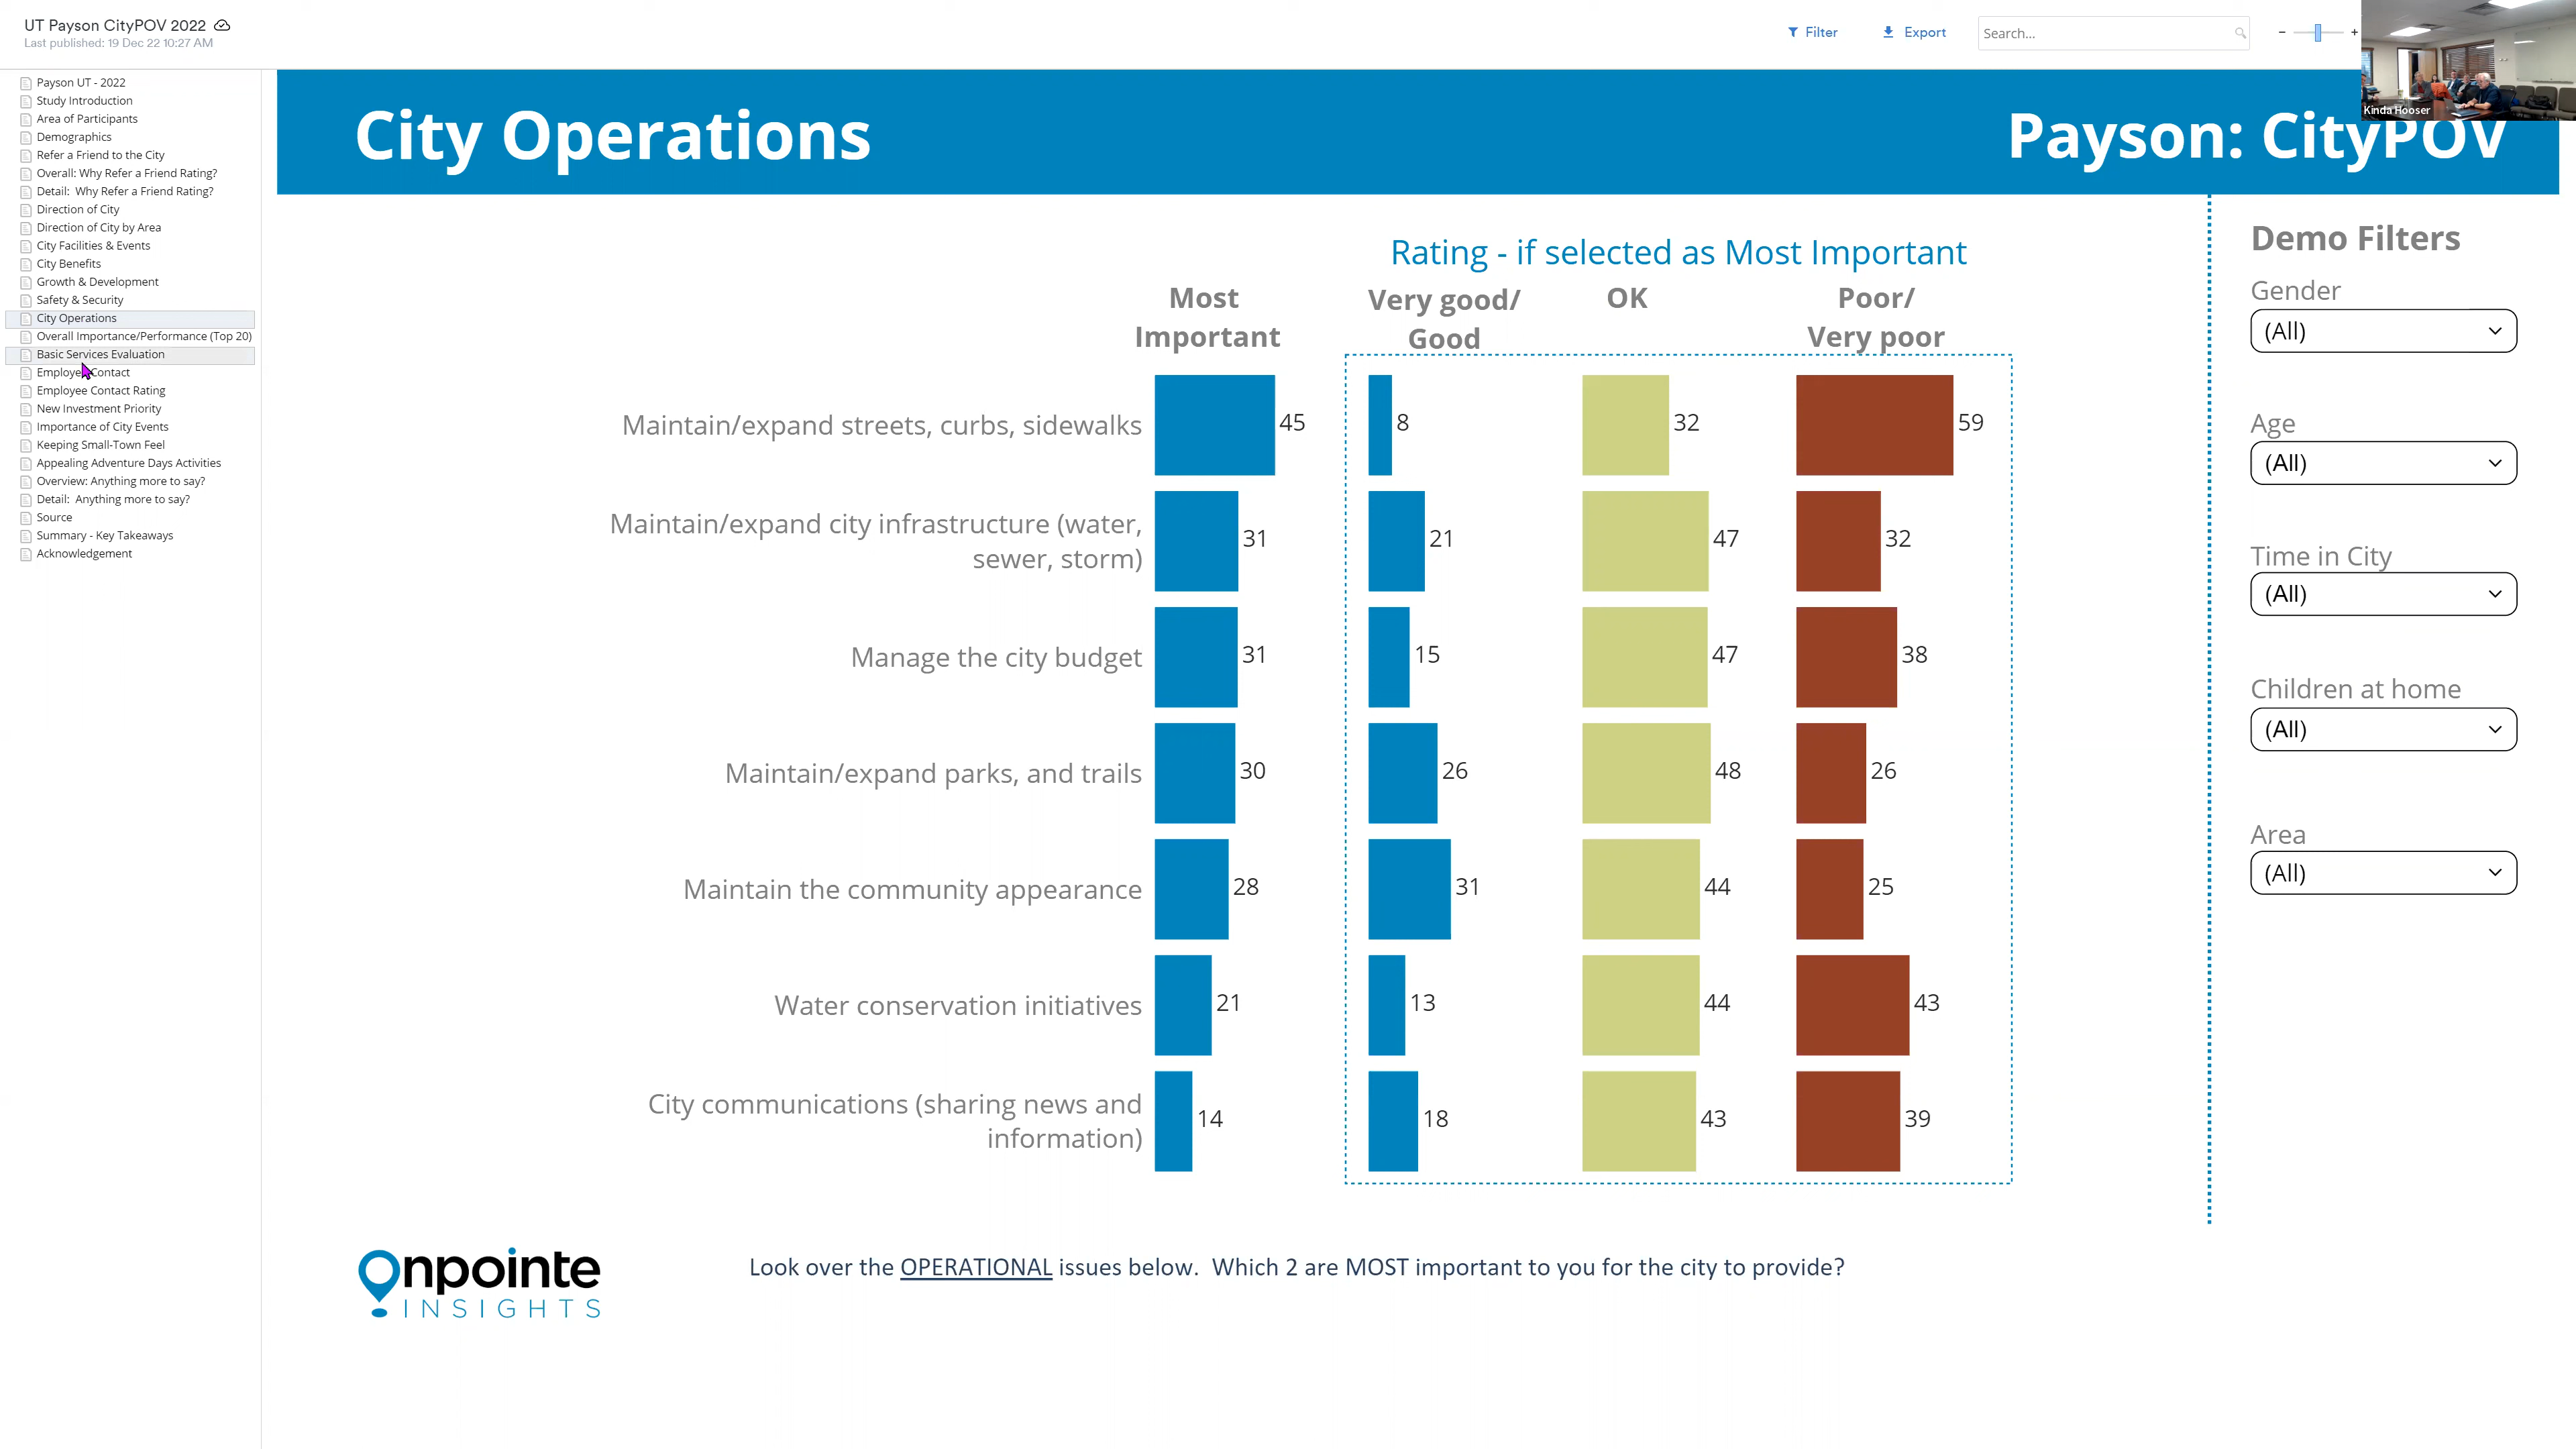 UT Payson CityPOV 2022
Last published: 19 Dec 22 10:27 AM
Filter
Export
Search...
Kinda Hooser
Payson UT - 2022
Study Introduction
Area of Participants
Demographics
Refer a Friend to the City
Overall: Why Refer a Friend Rating?
Detail: Why Refer a Friend Rating?
Direction of City
Direction of City by Area
City Facilities & Events
City Benefits
Growth & Development
Safety & Security
City Operations
Overall Importance/Performance (Top 20)
Basic Services Evaluation
Employee Contact
Employee Contact Rating
New Investment Priority
Importance of City Events
Keeping Small-Town Feel
Appealing Adventure Days Activities
Overview: Anything more to say?
Detail: Anything more to say?
Source
Summary - Key Takeaways
Acknowledgement
City Operations
Payson: CityPOV
Rating - if selected as Most Important
Most
Important
Very good/
Good
OK
Poor/
Very poor
Maintain/expand streets, curbs, sidewalks 45 8 32 59
Maintain/expand city infrastructure (water,
sewer, storm) 31 21 47 32
Manage the city budget 31 15 47 38
Maintain/expand parks, and trails 30 26 48 26
Maintain the community appearance 28 31 44 25
Water conservation initiatives 21 13 44 43
City communications (sharing news and
information) 14 18 43 39
Demo Filters
Gender
(All)
Age
(All)
Time in City
(All)
Children at home
(All)
Area
(All)
Onpointe
INSIGHTS
Look over the OPERATIONAL issues below. Which 2 are MOST important to you for the city to provide?